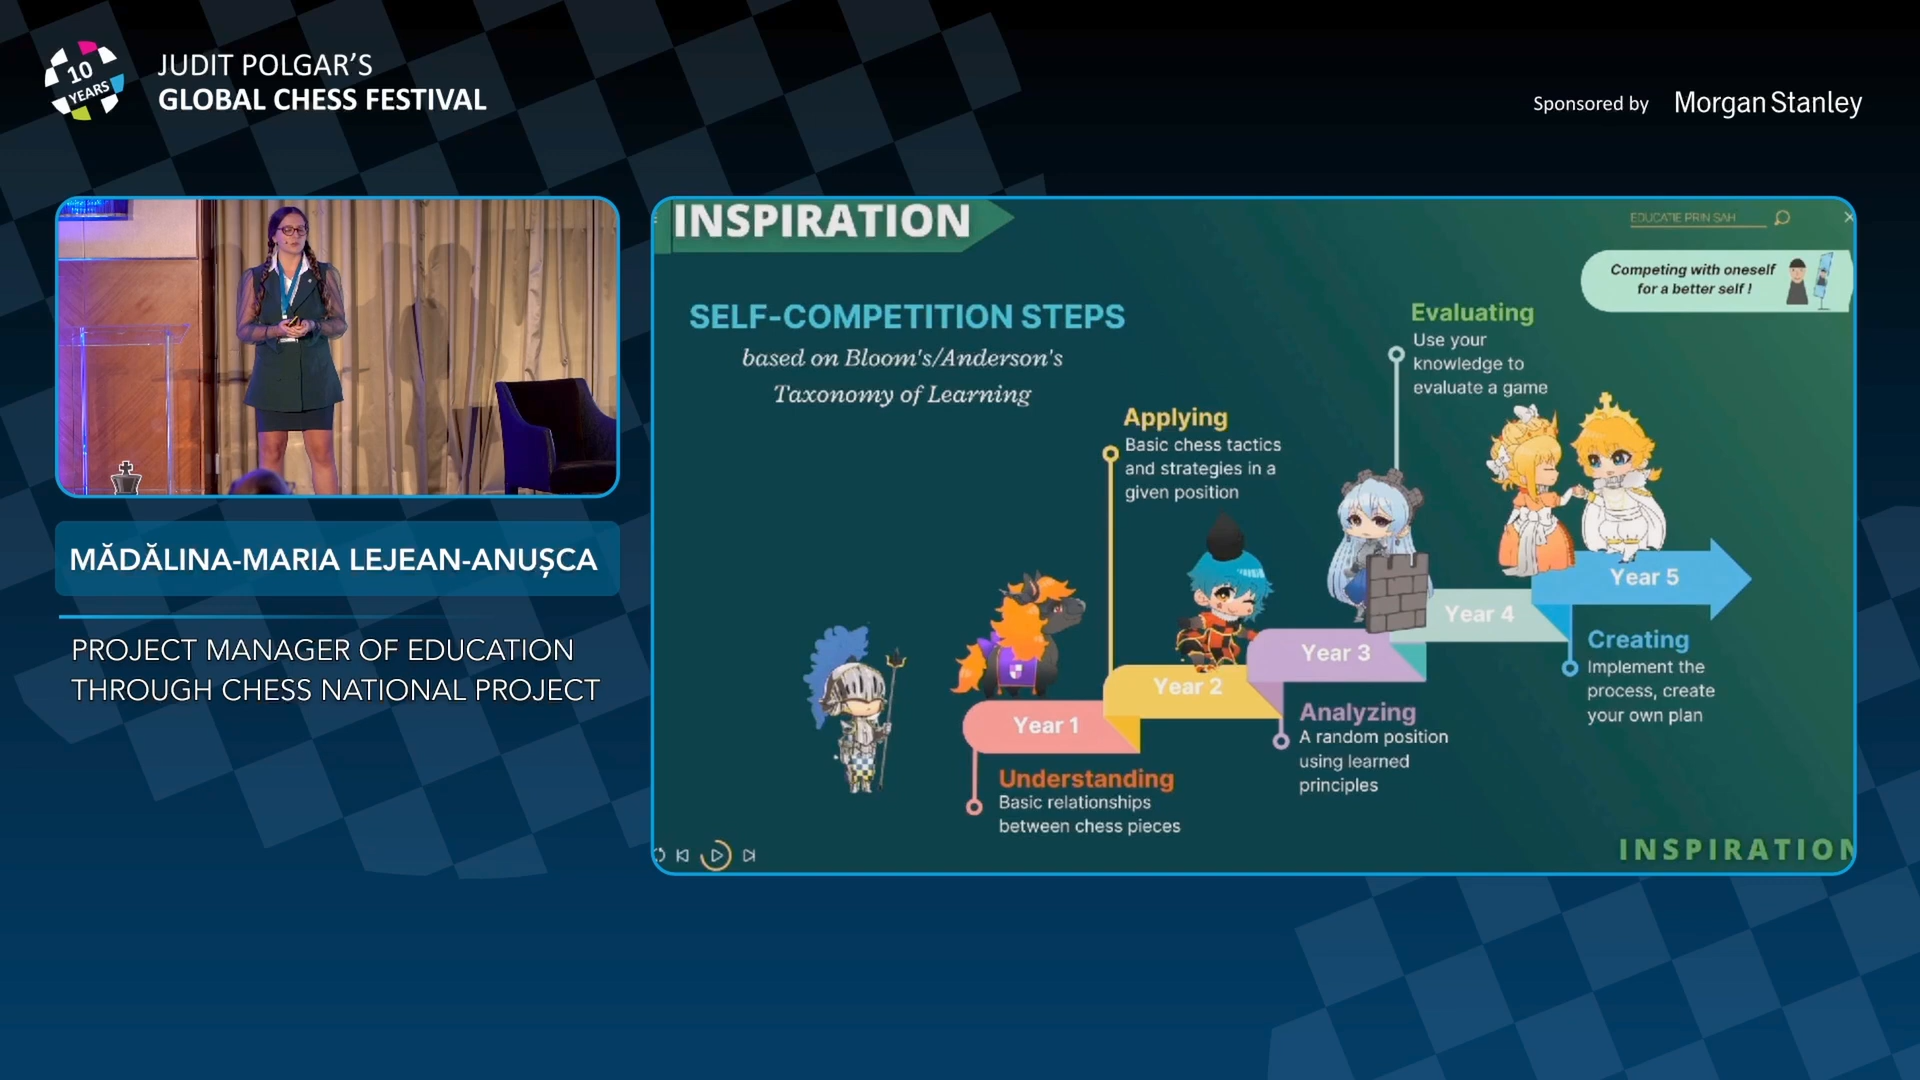 10
YEARS
JUDIT POLGAR'S
GLOBAL CHESS FESTIVAL
Sponsored by Morgan Stanley
MĂDĂLINA-MARIA LEJEAN-ANUȘCA
PROJECT MANAGER OF EDUCATION
THROUGH CHESS NATIONAL PROJECT
INSPIRATION
EDUCATIE PRIN SAH
Competing with oneself
for a better self !
SELF-COMPETITION STEPS
based on Bloom's/Anderson's
Taxonomy of Learning
Year 1
Understanding
Basic relationships
between chess pieces
Applying
Basic chess tactics
and strategies in a
given position
Year 2
Year 3
Analyzing
A random position
using learned
principles
Evaluating
Use your
knowledge to
evaluate a game
Year 4
Year 5
Creating
Implement the
process, create
your own plan
INSPIRATION